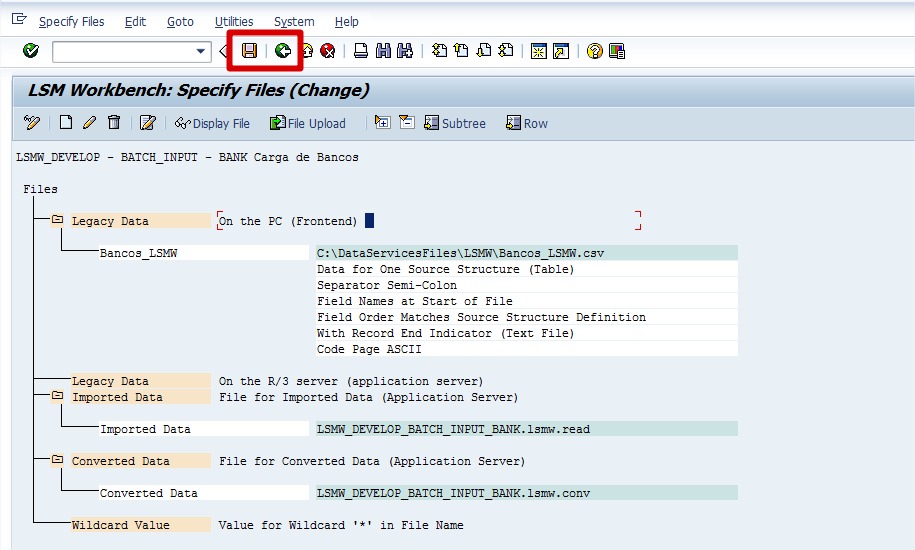 Specify Files Edit Goto Utilities System Help
LSM Workbench: Specify Files (Change)
Display File File Upload Subtree Row
LSMW_DEVELOP - BATCH_INPUT - BANK Carga de Bancos
Files
Legacy Data On the PC (Frontend)
Bancos_LSMW C:\DataServicesFiles\LSMW\Bancos_LSMW.csv
Data for One Source Structure (Table)
Separator Semi-Colon
Field Names at Start of File
Field Order Matches Source Structure Definition
With Record End Indicator (Text File)
Code Page ASCII
Legacy Data On the R/3 server (application server)
Imported Data File for Imported Data (Application Server)
Imported Data LSMW_DEVELOP_BATCH_INPUT_BANK.lsmw.read
Converted Data File for Converted Data (Application Server)
Converted Data LSMW_DEVELOP_BATCH_INPUT_BANK.lsmw.conv
Wildcard Value Value for Wildcard '*' in File Name